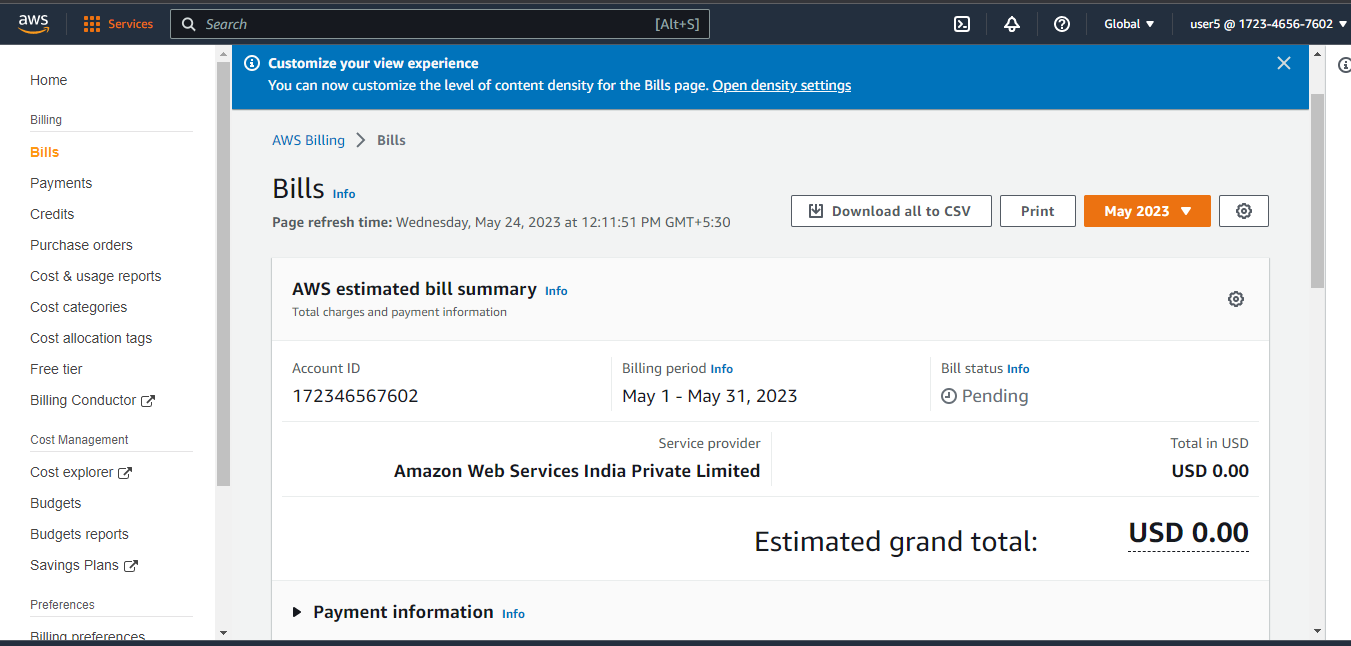 aws Services Search [Alt+S] Global user5 @ 1723-4656-7602
Customize your view experience
You can now customize the level of content density for the Bills page. Open density settings
Home
Billing
Bills
Payments
Credits
Purchase orders
Cost & usage reports
Cost categories
Cost allocation tags
Free tier
Billing Conductor
Cost Management
Cost explorer
Budgets
Budgets reports
Savings Plans
Preferences
Billing preferences
AWS Billing > Bills
Bills Info
Page refresh time: Wednesday, May 24, 2023 at 12:11:51 PM GMT+5:30
Download all to CSV Print May 2023
AWS estimated bill summary Info
Total charges and payment information
Account ID
172346567602
Billing period Info
May 1 - May 31, 2023
Bill status Info
Pending
Service provider
Amazon Web Services India Private Limited
Total in USD
USD 0.00
Estimated grand total: USD 0.00
Payment information Info